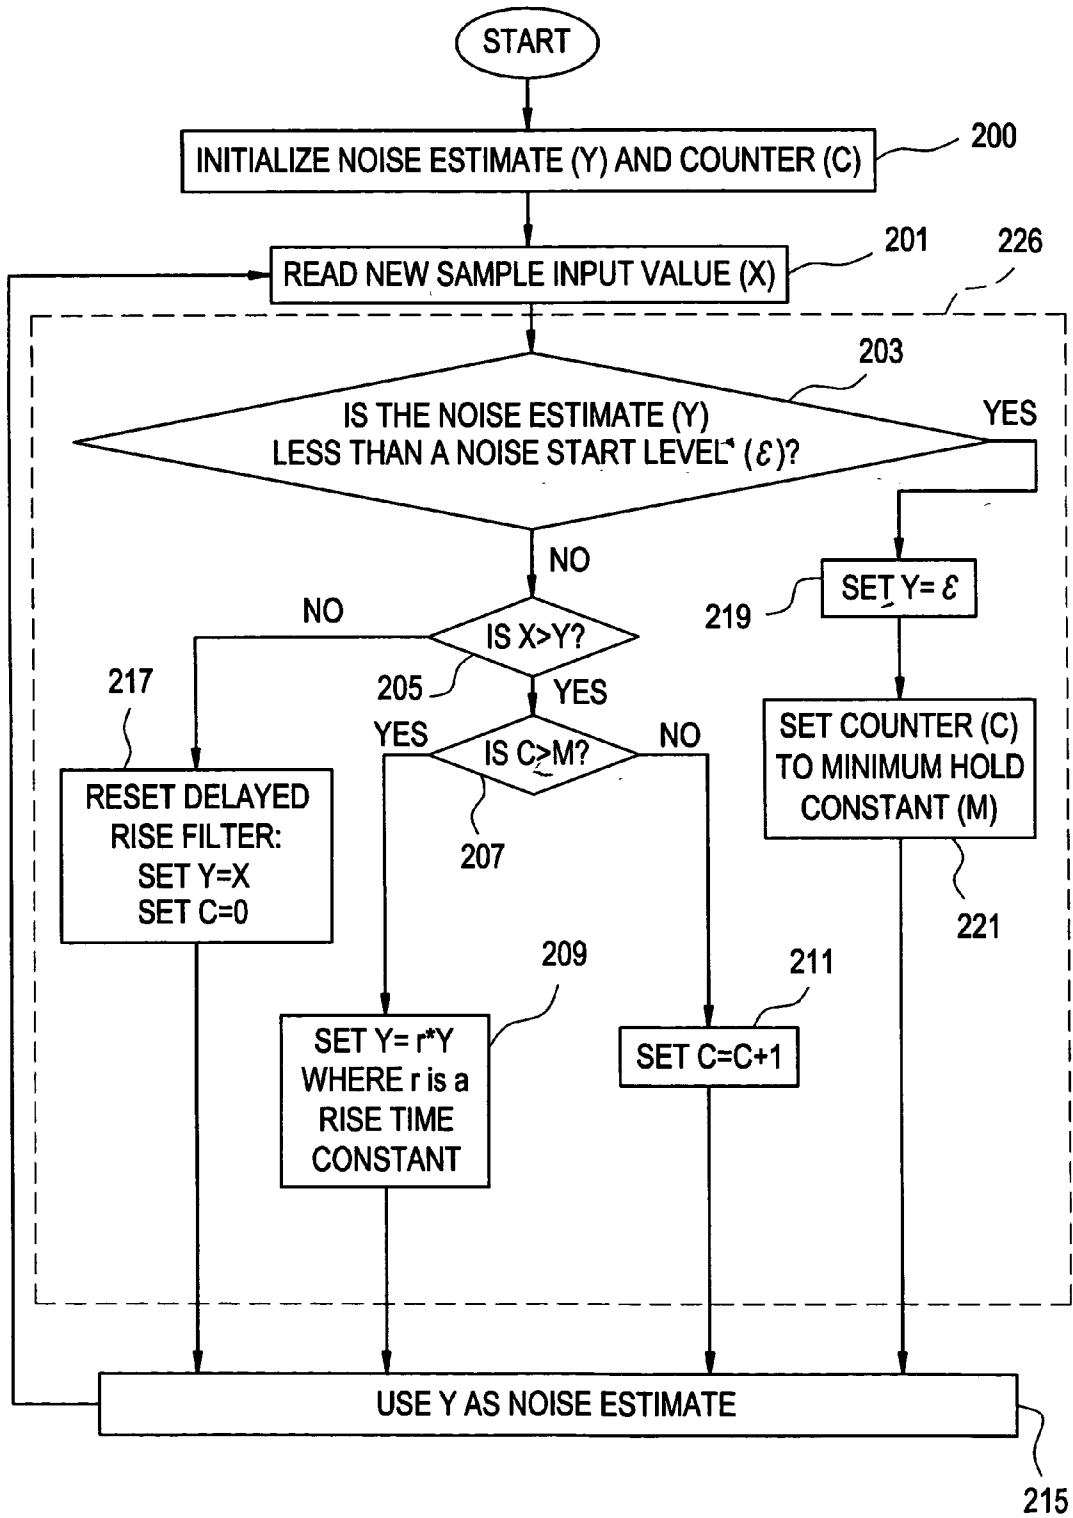 START
INITIALIZE NOISE ESTIMATE (Y) AND COUNTER (C)
200
READ NEW SAMPLE INPUT VALUE (X)
201
226
203
IS THE NOISE ESTIMATE (Y)
LESS THAN A NOISE START LEVEL (ε)?
YES
NO
SET Y= ε
219
NO
IS X>Y?
205
YES
217
YES
IS C>M?
NO
207
SET COUNTER (C)
TO MINIMUM HOLD
CONSTANT (M)
221
RESET DELAYED
RISE FILTER:
SET Y=X
SET C=0
209
SET Y= r*Y
WHERE r is a
RISE TIME
CONSTANT
211
SET C=C+1
USE Y AS NOISE ESTIMATE
215